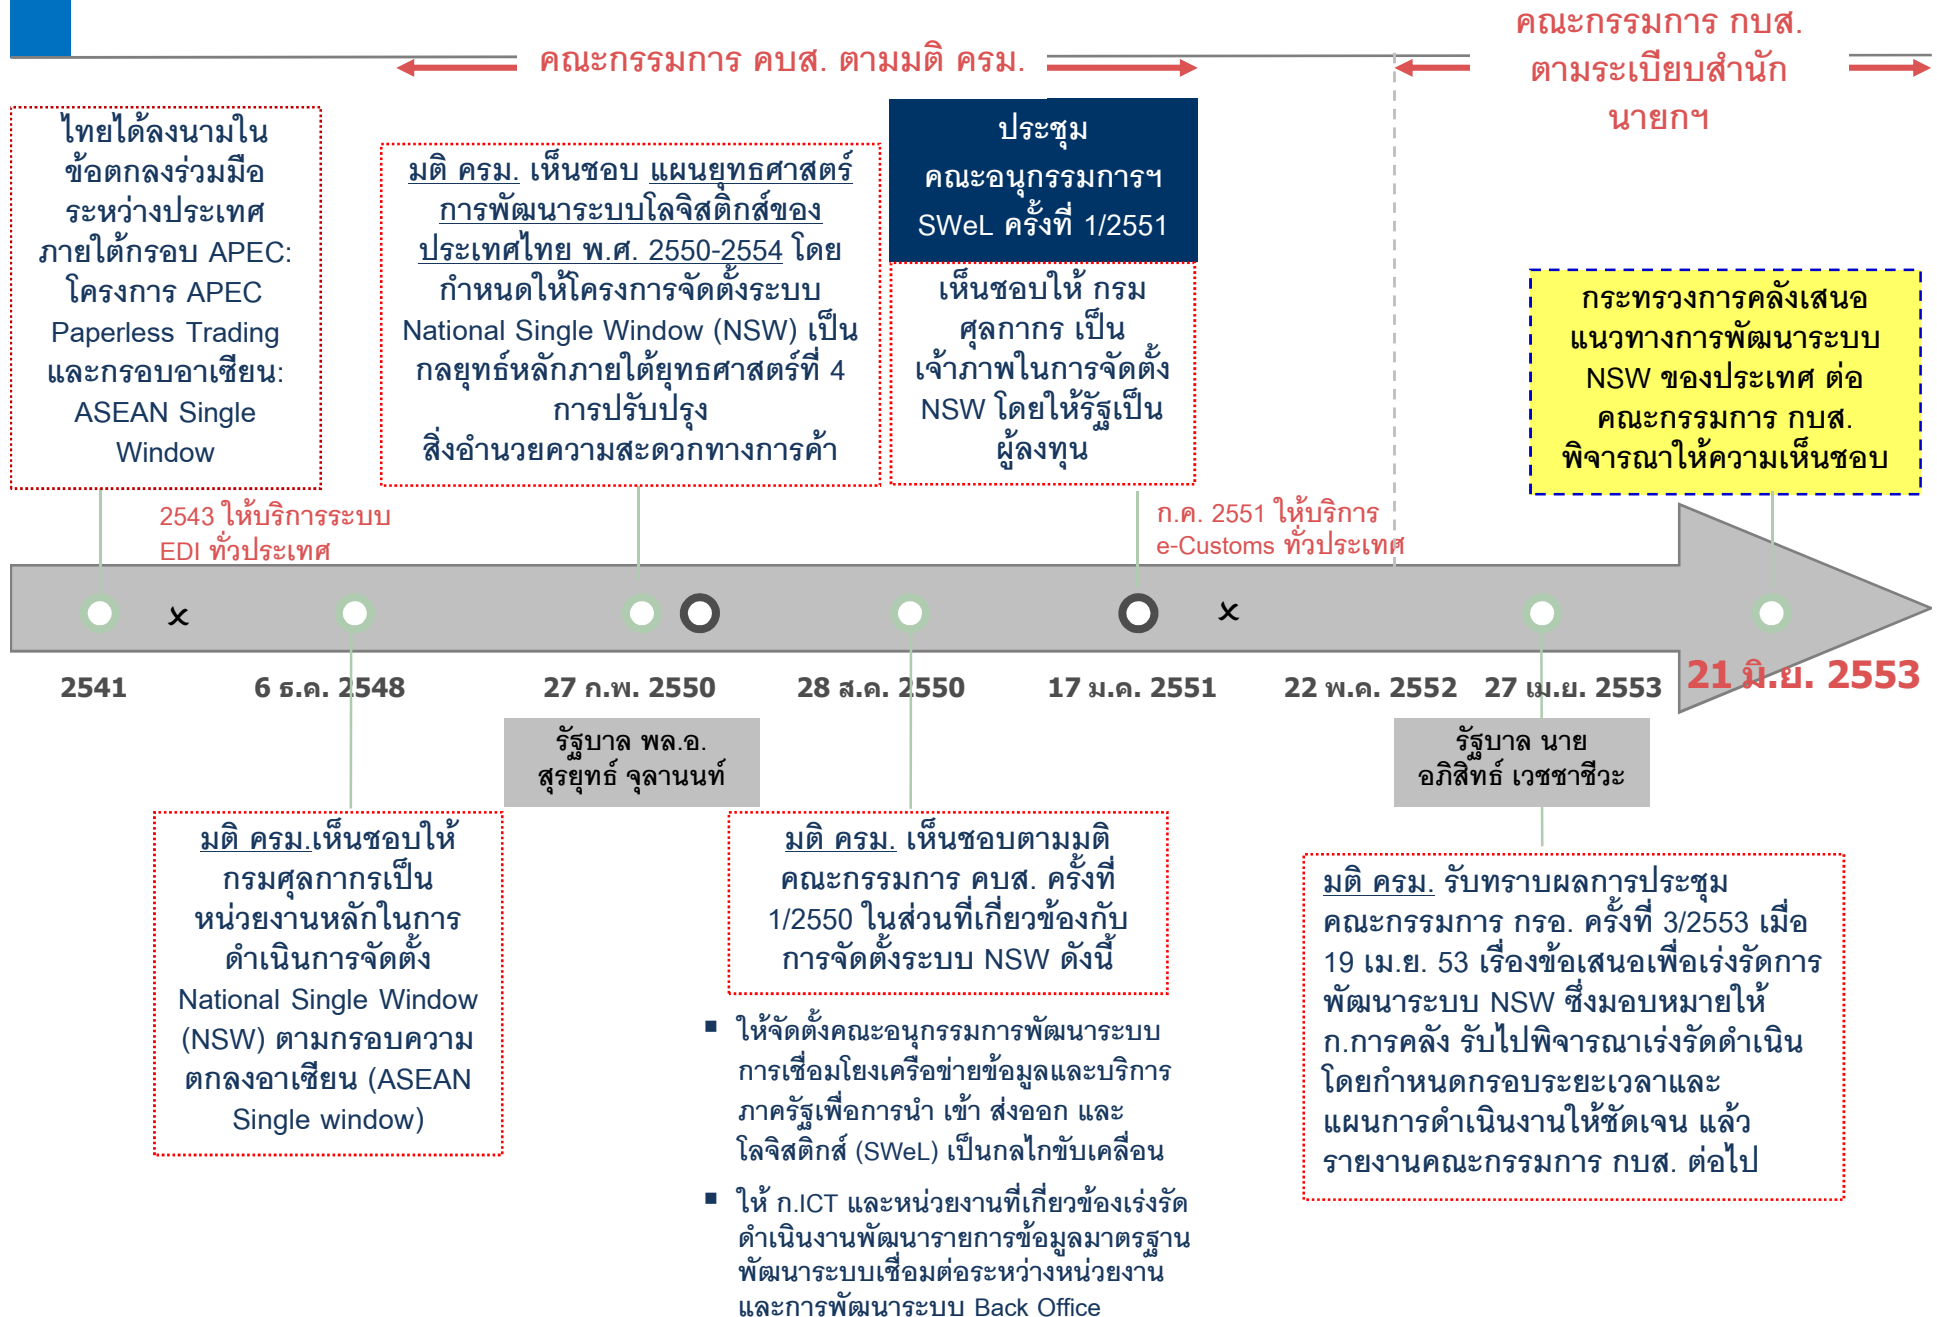 คณะกรรมการ คบส. ตามมติ ครม.
คณะกรรมการ กบส.
ตามระเบียบสำนัก
นายกฯ
ไทยได้ลงนามใน
ข้อตกลงร่วมมือ
ระหว่างประเทศ
ภายใต้กรอบ APEC:
โครงการ APEC
Paperless Trading
และกรอบอาเซียน:
ASEAN Single
Window
มติ ครม. เห็นชอบ แผนยุทธศาสตร์
การพัฒนาระบบโลจิสติกส์ของ
ประเทศไทย พ.ศ. 2550-2554 โดย
กำหนดให้โครงการจัดตั้งระบบ
National Single Window (NSW) เป็น
กลยุทธ์หลักภายใต้ยุทธศาสตร์ที่ 4
การปรับปรุง
สิ่งอำนวยความสะดวกทางการค้า
ประชุม
คณะอนุกรรมการฯ
SWeL ครั้งที่ 1/2551
เห็นชอบให้ กรม
ศุลกากร เป็น
เจ้าภาพในการจัดตั้ง
NSW โดยให้รัฐเป็น
ผู้ลงทุน
กระทรวงการคลังเสนอ
แนวทางการพัฒนาระบบ
NSW ของประเทศ ต่อ
คณะกรรมการ กบส.
พิจารณาให้ความเห็นชอบ
2543 ให้บริการระบบ
EDI ทั่วประเทศ
ก.ค. 2551 ให้บริการ
e-Customs ทั่วประเทศ
x
x
2541
6 ธ.ค. 2548
27 ก.พ. 2550
28 ส.ค. 2550
17 ม.ค. 2551
22 พ.ค. 2552
27 เม.ย. 2553
21 มิ.ย. 2553
รัฐบาล พล.อ.
สุรยุทธ์ จุลานนท์
รัฐบาล นาย
อภิสิทธ์ เวชชาชีวะ
มติ ครม.เห็นชอบให้
กรมศุลกากรเป็น
หน่วยงานหลักในการ
ดำเนินการจัดตั้ง
National Single Window
(NSW) ตามกรอบความ
ตกลงอาเซียน (ASEAN
Single window)
มติ ครม. เห็นชอบตามมติ
คณะกรรมการ คบส. ครั้งที่
1/2550 ในส่วนที่เกี่ยวข้องกับ
การจัดตั้งระบบ NSW ดังนี้
▪ ให้จัดตั้งคณะอนุกรรมการพัฒนาระบบ
การเชื่อมโยงเครือข่ายข้อมูลและบริการ
ภาครัฐเพื่อการนำ เข้า ส่งออก และ
โลจิสติกส์ (SWeL) เป็นกลไกขับเคลื่อน
▪ ให้ ก.ICT และหน่วยงานที่เกี่ยวข้องเร่งรัด
ดำเนินงานพัฒนารายการข้อมูลมาตรฐาน
พัฒนาระบบเชื่อมต่อระหว่างหน่วยงาน
และการพัฒนาระบบ Back Office
มติ ครม. รับทราบผลการประชุม
คณะกรรมการ กรอ. ครั้งที่ 3/2553 เมื่อ
19 เม.ย. 53 เรื่องข้อเสนอเพื่อเร่งรัดการ
พัฒนาระบบ NSW ซึ่งมอบหมายให้
ก.การคลัง รับไปพิจารณาเร่งรัดดำเนิน
โดยกำหนดกรอบระยะเวลาและ
แผนการดำเนินงานให้ชัดเจน แล้ว
รายงานคณะกรรมการ กบส. ต่อไป